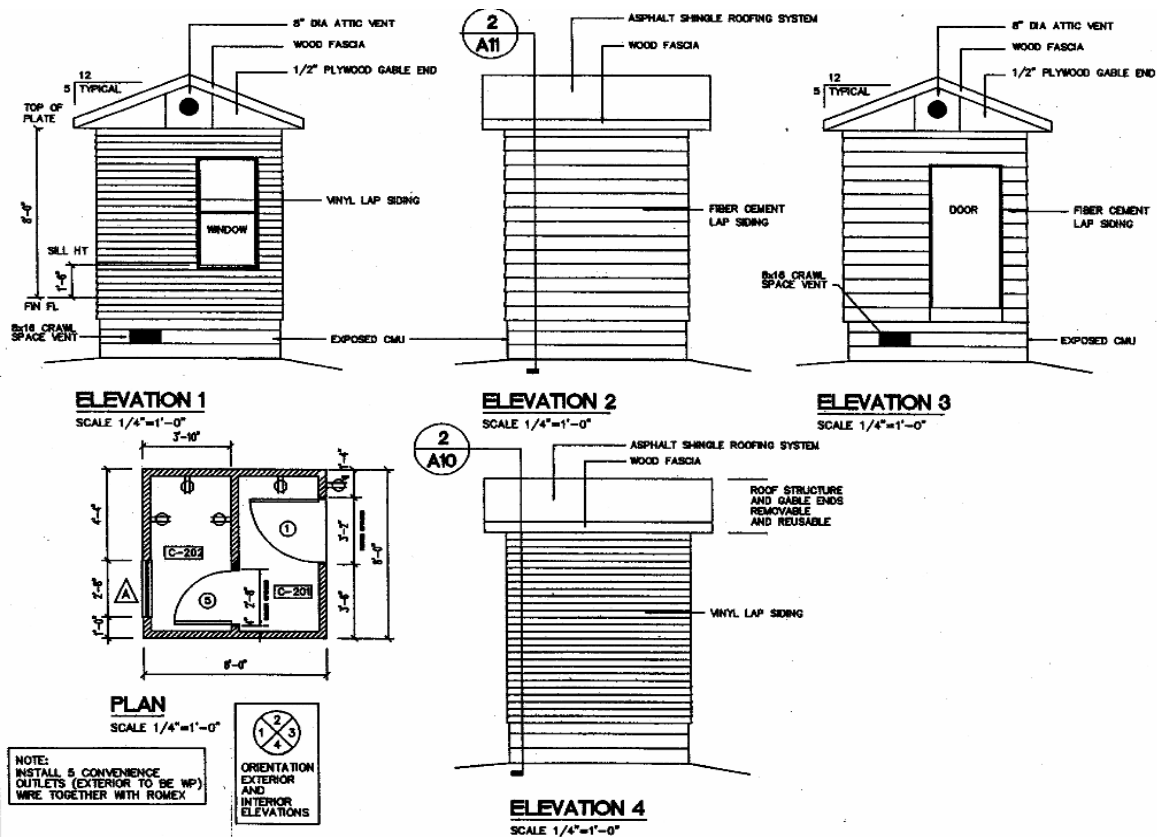 8" DIA ATTIC VENT
WOOD FASCIA
1/2" PLYWOOD GABLE END
12
5 TYPICAL
TOP OF
PLATE
8'-0"
VINYL LAP SIDING
WINDOW
SILL HT
1'-6"
FIN FL
8x16 CRAWL
SPACE VENT
EXPOSED CMU
ELEVATION 1
SCALE 1/4"=1'-0"
2
A11
ASPHALT SHINGLE ROOFING SYSTEM
WOOD FASCIA
FIBER CEMENT
LAP SIDING
ELEVATION 2
SCALE 1/4"=1'-0"
8" DIA ATTIC VENT
WOOD FASCIA
1/2" PLYWOOD GABLE END
12
5 TYPICAL
DOOR
FIBER CEMENT
LAP SIDING
8x16 CRAWL
SPACE VENT
EXPOSED CMU
ELEVATION 3
SCALE 1/4"=1'-0"
3'-10"
1'-4"
4'-4"
1
3'-2"
8'-0"
C-202
A
2'-8"
5
2'-8"
C-201
3'-6"
1'-0"
8'-0"
PLAN
SCALE 1/4"=1'-0"
NOTE:
INSTALL 5 CONVENIENCE
OUTLETS (EXTERIOR TO BE WP)
WIRE TOGETHER WITH ROMEX
2
1 3
4
ORIENTATION
EXTERIOR
AND
INTERIOR
ELEVATIONS
2
A10
ASPHALT SHINGLE ROOFING SYSTEM
WOOD FASCIA
ROOF STRUCTURE
AND GABLE ENDS
REMOVABLE
AND REUSABLE
VINYL LAP SIDING
ELEVATION 4
SCALE 1/4"=1'-0"